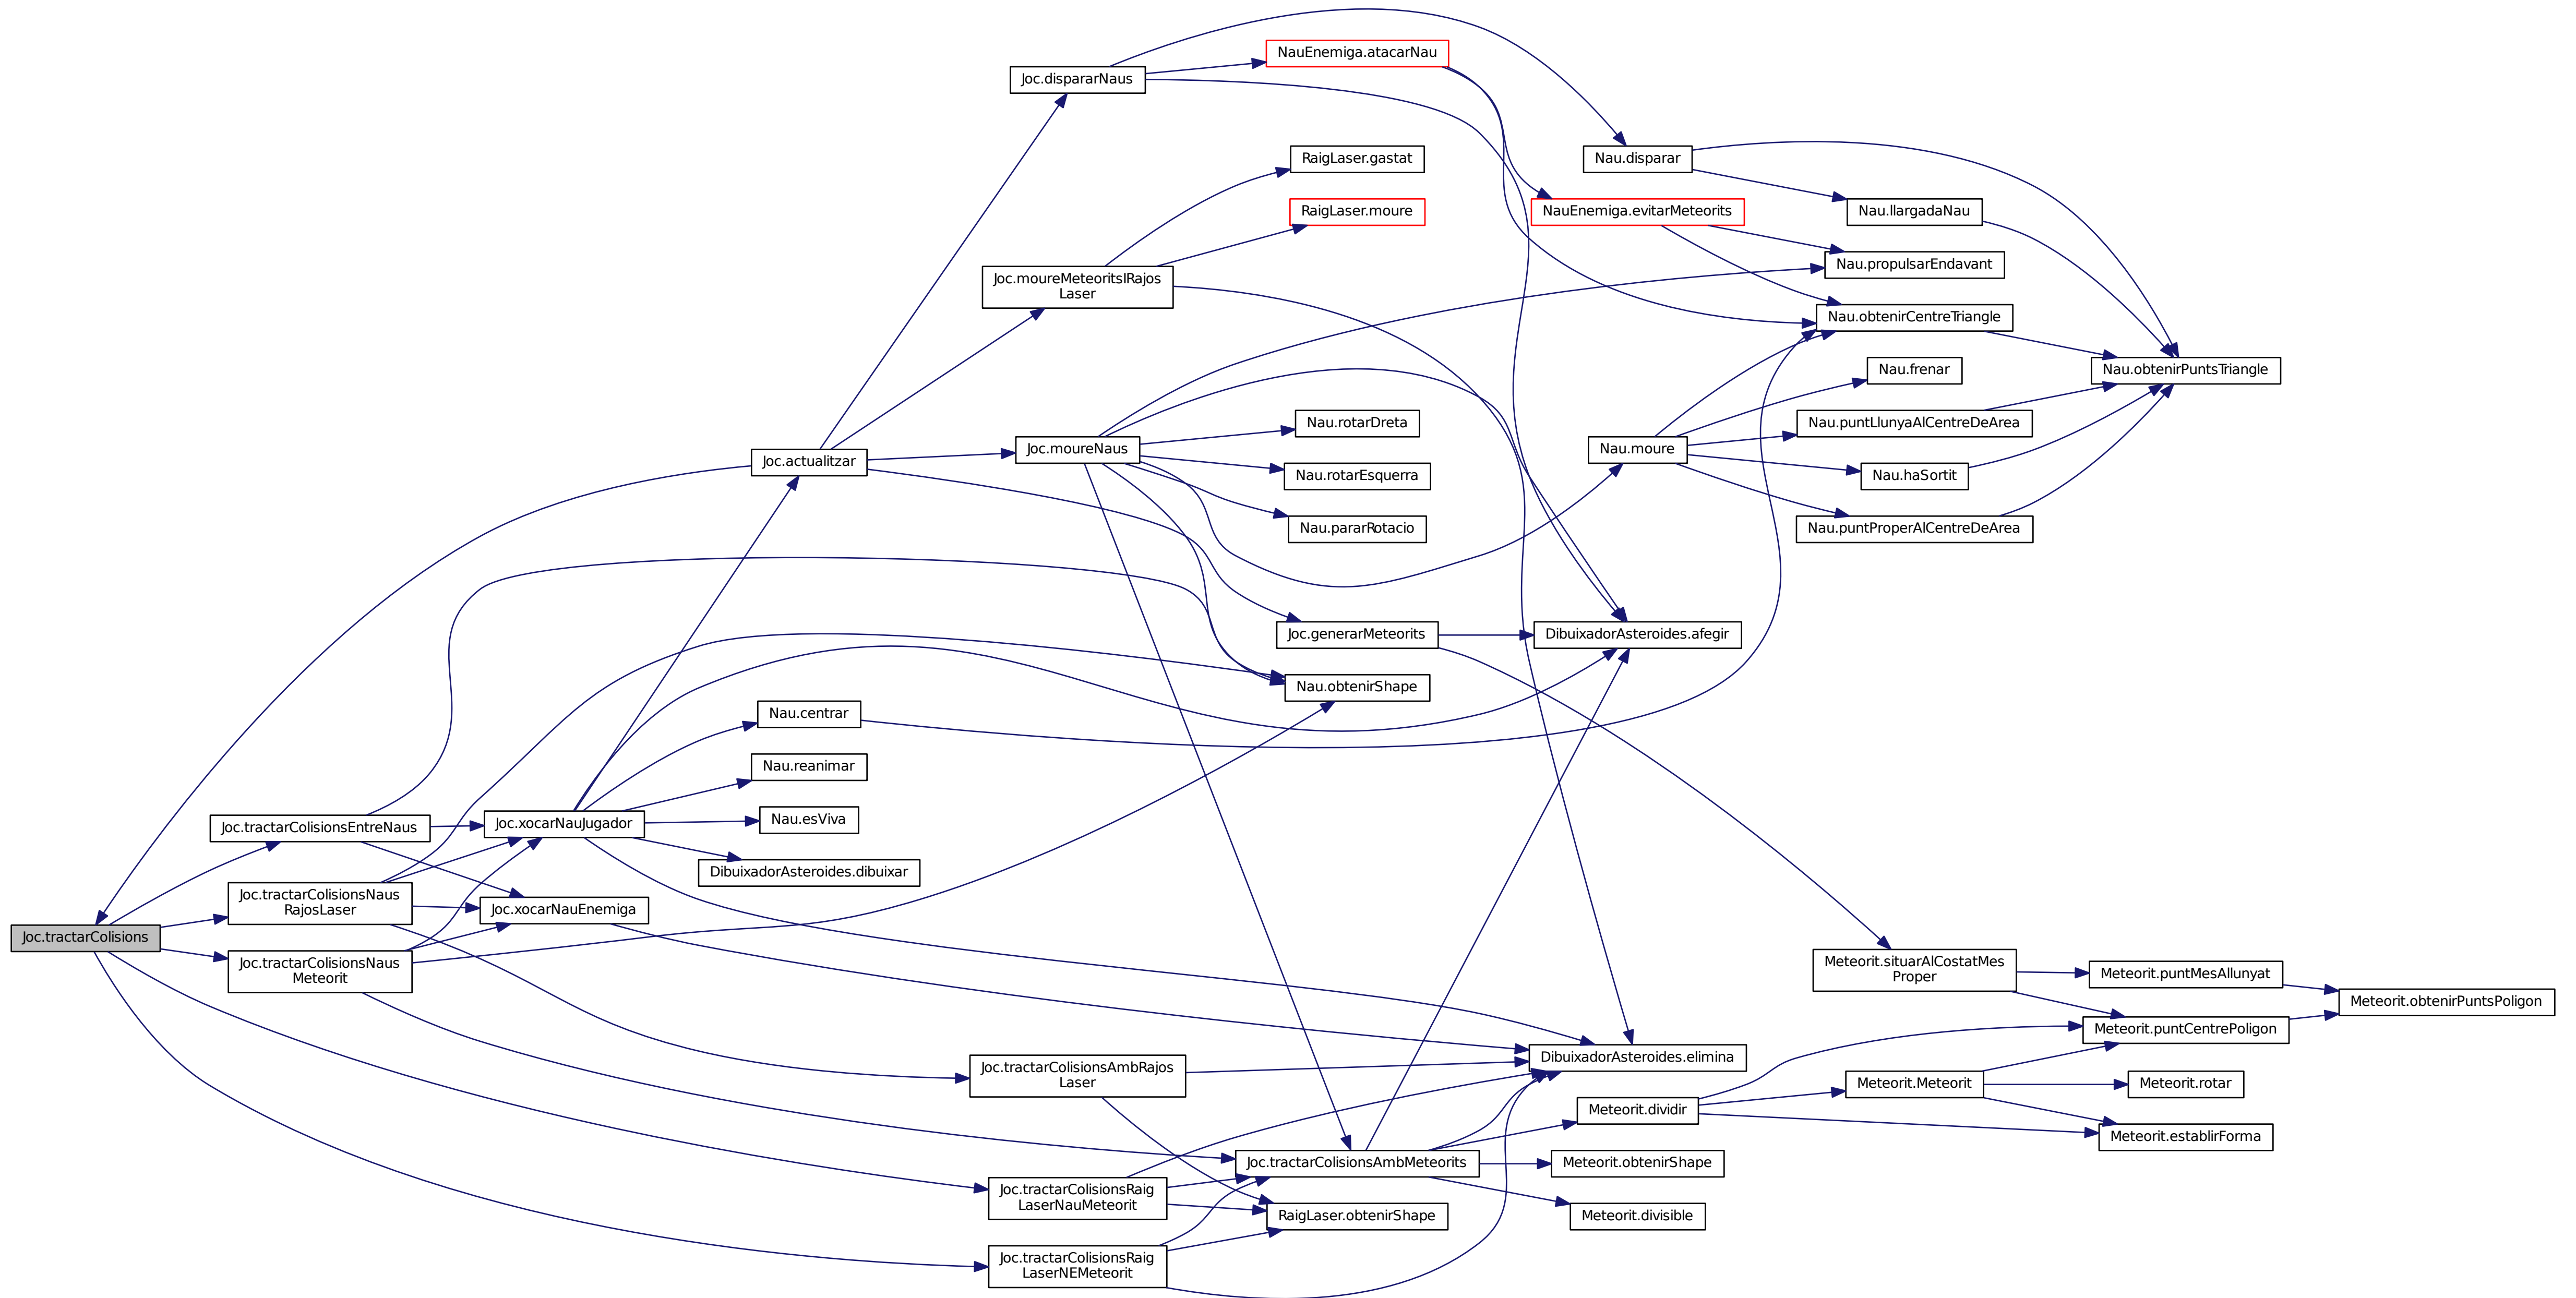 NauEnemiga.atacarNau
Joc.dispararNaus
RaigLaser.gastat
Nau.disparar
RaigLaser.moure
NauEnemiga.evitarMeteorits
Nau.llargadaNau
Nau.propulsarEndavant
Joc.moureMeteoritsIRajos
Laser
Nau.obtenirCentreTriangle
Nau.frenar
Nau.obtenirPuntsTriangle
Nau.rotarDreta
Nau.puntLlunyaAlCentreDeArea
Joc.moureNaus
Nau.moure
Joc.actualitzar
Nau.rotarEsquerra
Nau.haSortit
Nau.pararRotacio
Nau.puntProperAlCentreDeArea
Joc.generarMeteorits
DibuixadorAsteroides.afegir
Nau.obtenirShape
Nau.centrar
Nau.reanimar
Joc.tractarColisionsEntreNaus
Joc.xocarNauJugador
Nau.esViva
DibuixadorAsteroides.dibuixar
Joc.tractarColisionsNaus
RajosLaser
Joc.xocarNauEnemiga
Joc.tractarColisions
Joc.tractarColisionsNaus
Meteorit
Meteorit.situarAlCostatMes
Proper
Meteorit.puntMesAllunyat
Meteorit.obtenirPuntsPoligon
Meteorit.puntCentrePoligon
DibuixadorAsteroides.elimina
Joc.tractarColisionsAmbRajos
Laser
Meteorit.Meteorit
Meteorit.rotar
Meteorit.dividir
Meteorit.establirForma
Joc.tractarColisionsAmbMeteorits
Meteorit.obtenirShape
Joc.tractarColisionsRaig
LaserNauMeteorit
RaigLaser.obtenirShape
Meteorit.divisible
Joc.tractarColisionsRaig
LaserNEMeteorit